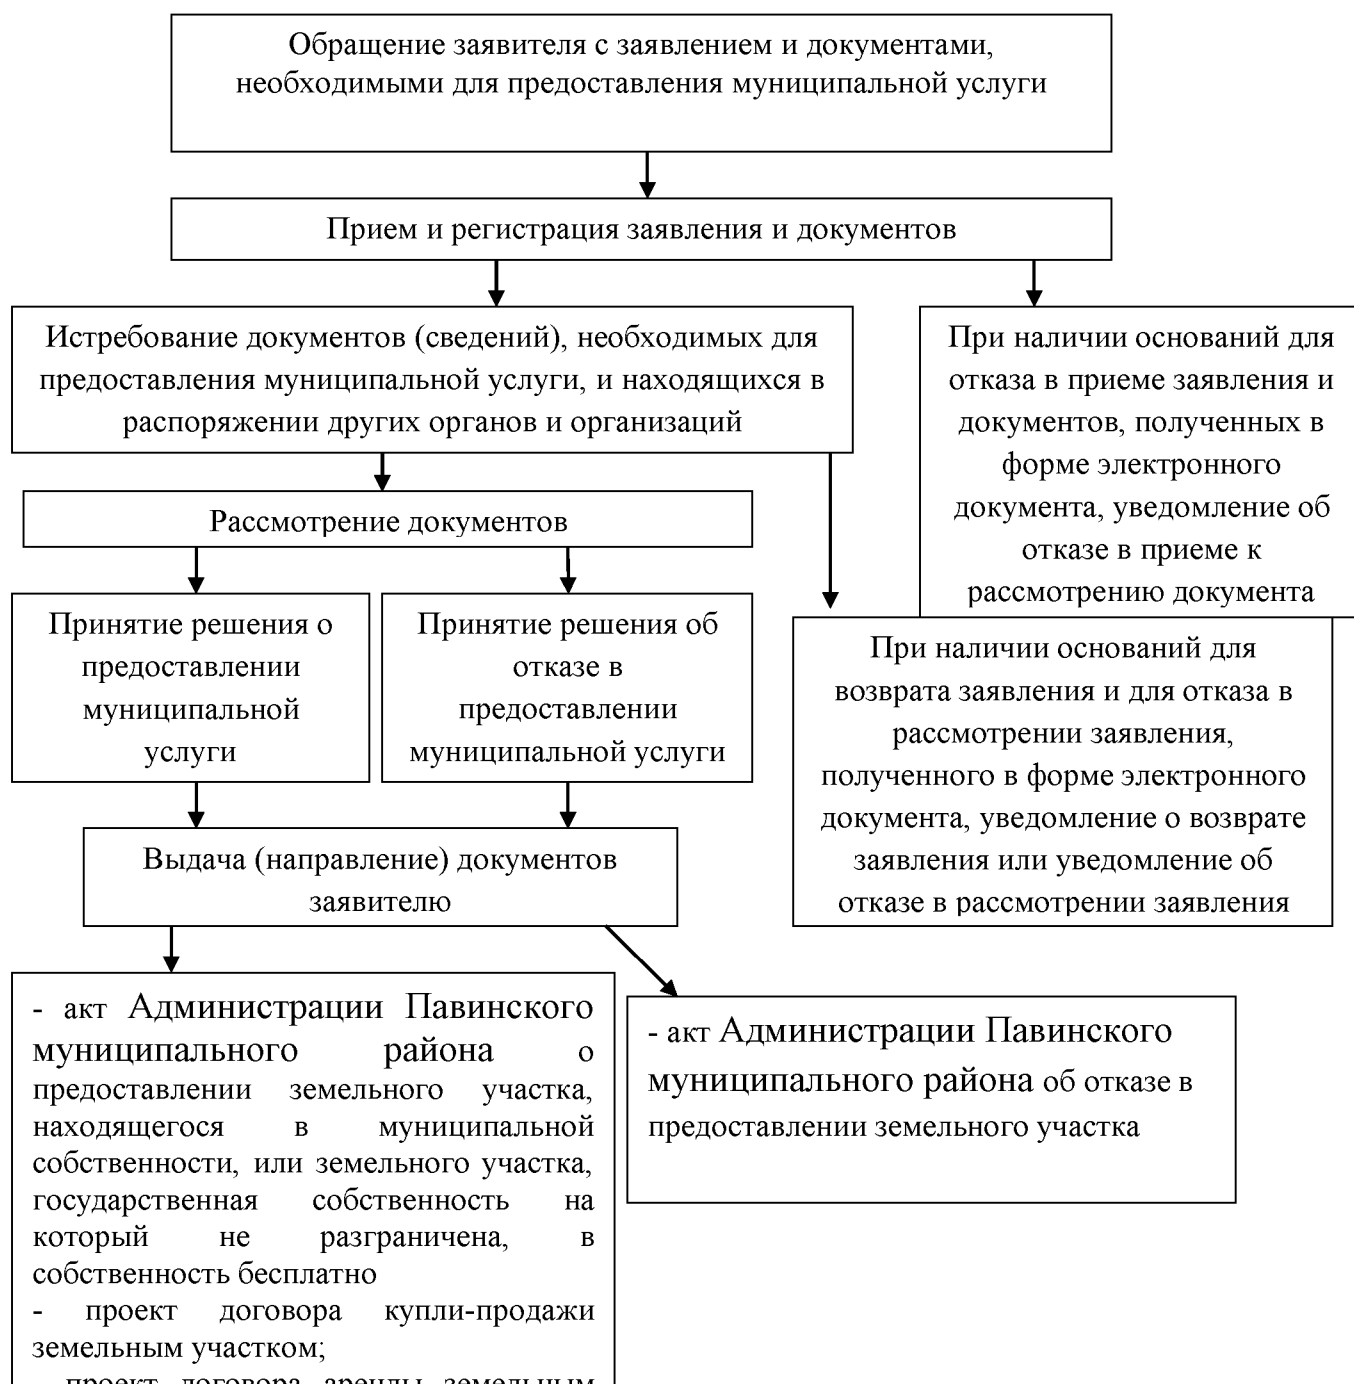 Обращение заявителя с заявлением и документами,
необходимыми для предоставления муниципальной услуги
Прием и регистрация заявления и документов
Истребование документов (сведений), необходимых для
предоставления муниципальной услуги, и находящихся в
распоряжении других органов и организаций
При наличии оснований для
отказа в приеме заявления и
документов, полученных в
форме электронного
документа, уведомление об
отказе в приеме к
рассмотрению документа
Рассмотрение документов
Принятие решения о
предоставлении
муниципальной
услуги
Принятие решения об
отказе в
предоставлении
муниципальной услуги
При наличии оснований для
возврата заявления и для отказа в
рассмотрении заявления,
полученного в форме электронного
документа, уведомление о возврате
заявления или уведомление об
отказе в рассмотрении заявления
Выдача (направление) документов
заявителю
- акт Администрации Павинского
муниципального района о
предоставлении земельного участка,
находящегося в муниципальной
собственности, или земельного участка,
государственная собственность на
который не разграничена, в
собственность бесплатно
- проект договора купли-продажи
земельным участком;
- проект договора аренды земельным
- акт Администрации Павинского
муниципального района об отказе в
предоставлении земельного участка